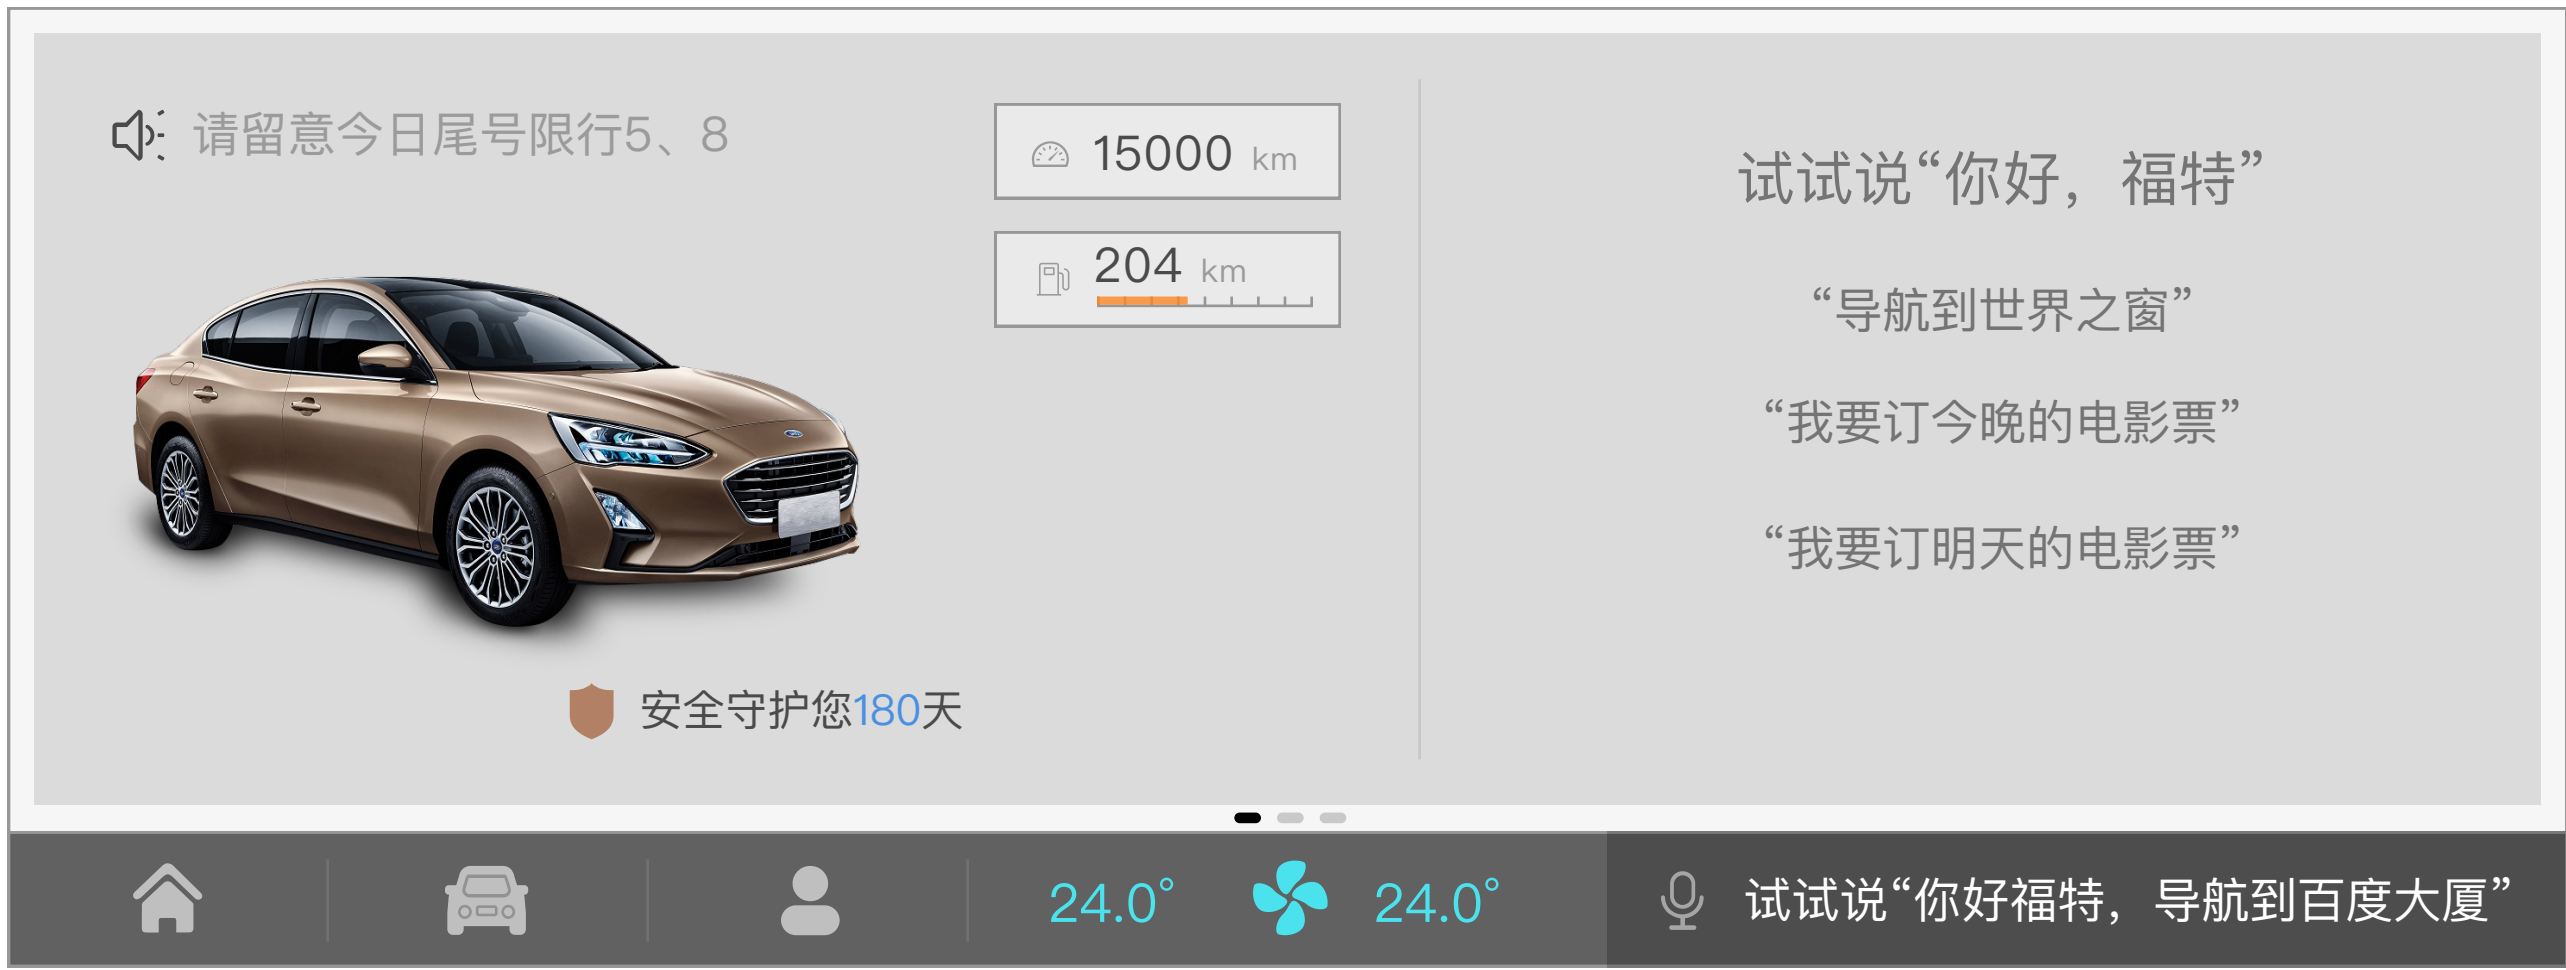 请留意今日尾号限行5、8
15000 km
204 km
安全守护您180天
试试说“你好，福特”
“导航到世界之窗”
“我要订今晚的电影票”
“我要订明天的电影票”
24.0°
24.0°
试试说“你好福特，导航到百度大厦”